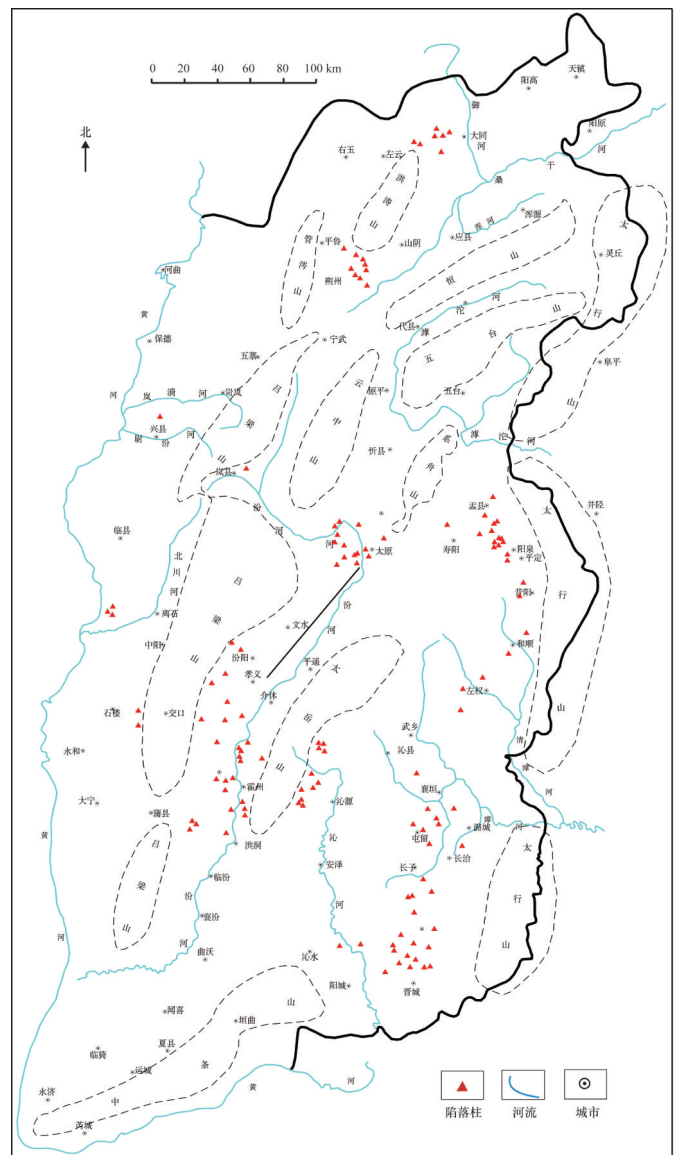 0 20 40 60 80 100 km
北
天镇
阳高
御
阳原
大同
河
右玉
左云
河
干
桑
洪
涛
山
浑源
浑河
太
管
涔
山
平鲁
山阴
应县
灵丘
山
河曲
朔州
恒
河
行
沱
黄
代县
滹
山
台
保德
宁武
五
五寨
阜平
云
河
岚漪河
岢岚
吕
原平
五台
山
中
兴县
梁
系
滹沱
河
蔚汾河
山
忻县
舟
山
山
岚县
汾
盂县
太
井陉
河
临县
河
太原
寿阳
阳泉
平定
北
川
河
吕
昔阳
行
离石
汾
文水
河
梁
中阳
和顺
汾阳
太
平遥
孝义
山
介休
左权
山
石楼
交口
岳
武乡
清
永和
沁县
漳
山
河
襄垣
大宁
霍州
沁源
漳
蒲县
潞城
河
屯留
太
黄
吕
洪洞
沁
长治
梁
安泽
长子
临汾
行
山
汾
河
襄汾
山
河
河
曲沃
沁水
阳城
晋城
山
闻喜
垣曲
夏县
临猗
条
运城
永济
黄
河
中
芮城
陷落柱
河流
城市